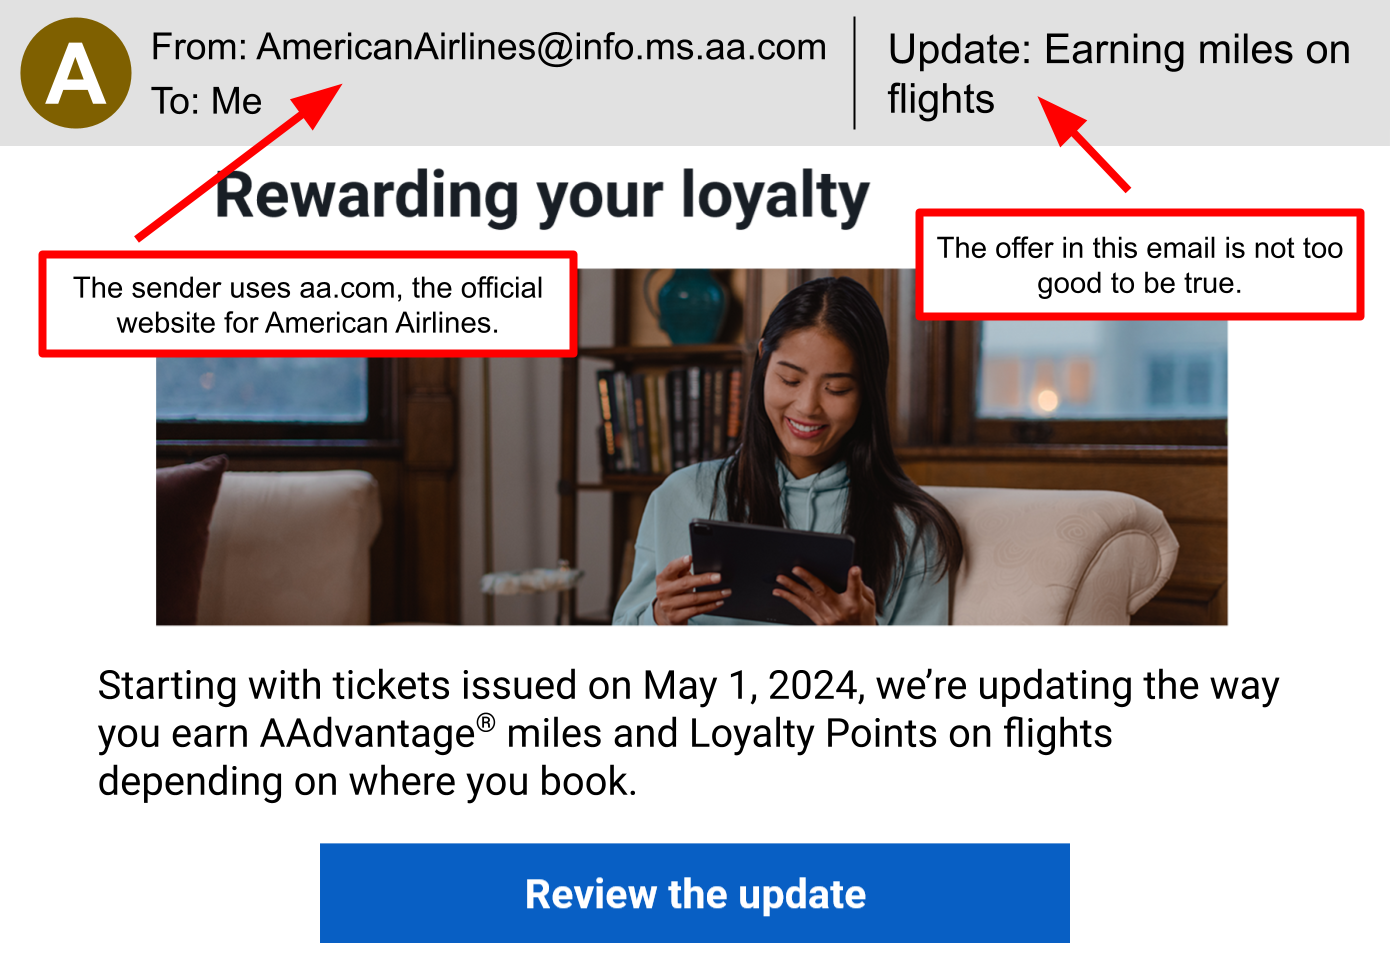 A
From: AmericanAirlines@info.ms.aa.com
To: Me
Update: Earning miles on
flights
Rewarding your loyalty
The sender uses aa.com, the official
website for American Airlines.
The offer in this email is not too
good to be true.
Starting with tickets issued on May 1, 2024, we’re updating the way
you earn AAdvantage® miles and Loyalty Points on flights
depending on where you book.
Review the update